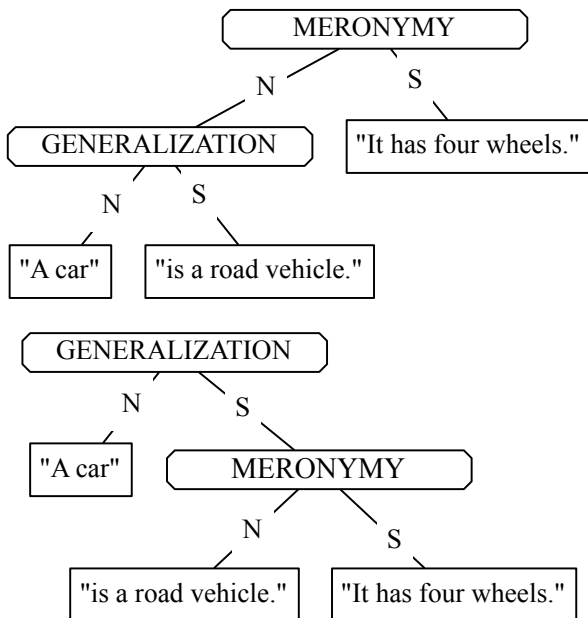 MERONYMY
N
S
GENERALIZATION
"It has four wheels."
N
S
"A car"
"is a road vehicle."
GENERALIZATION
N
S
"A car"
MERONYMY
N
S
"is a road vehicle."
"It has four wheels."